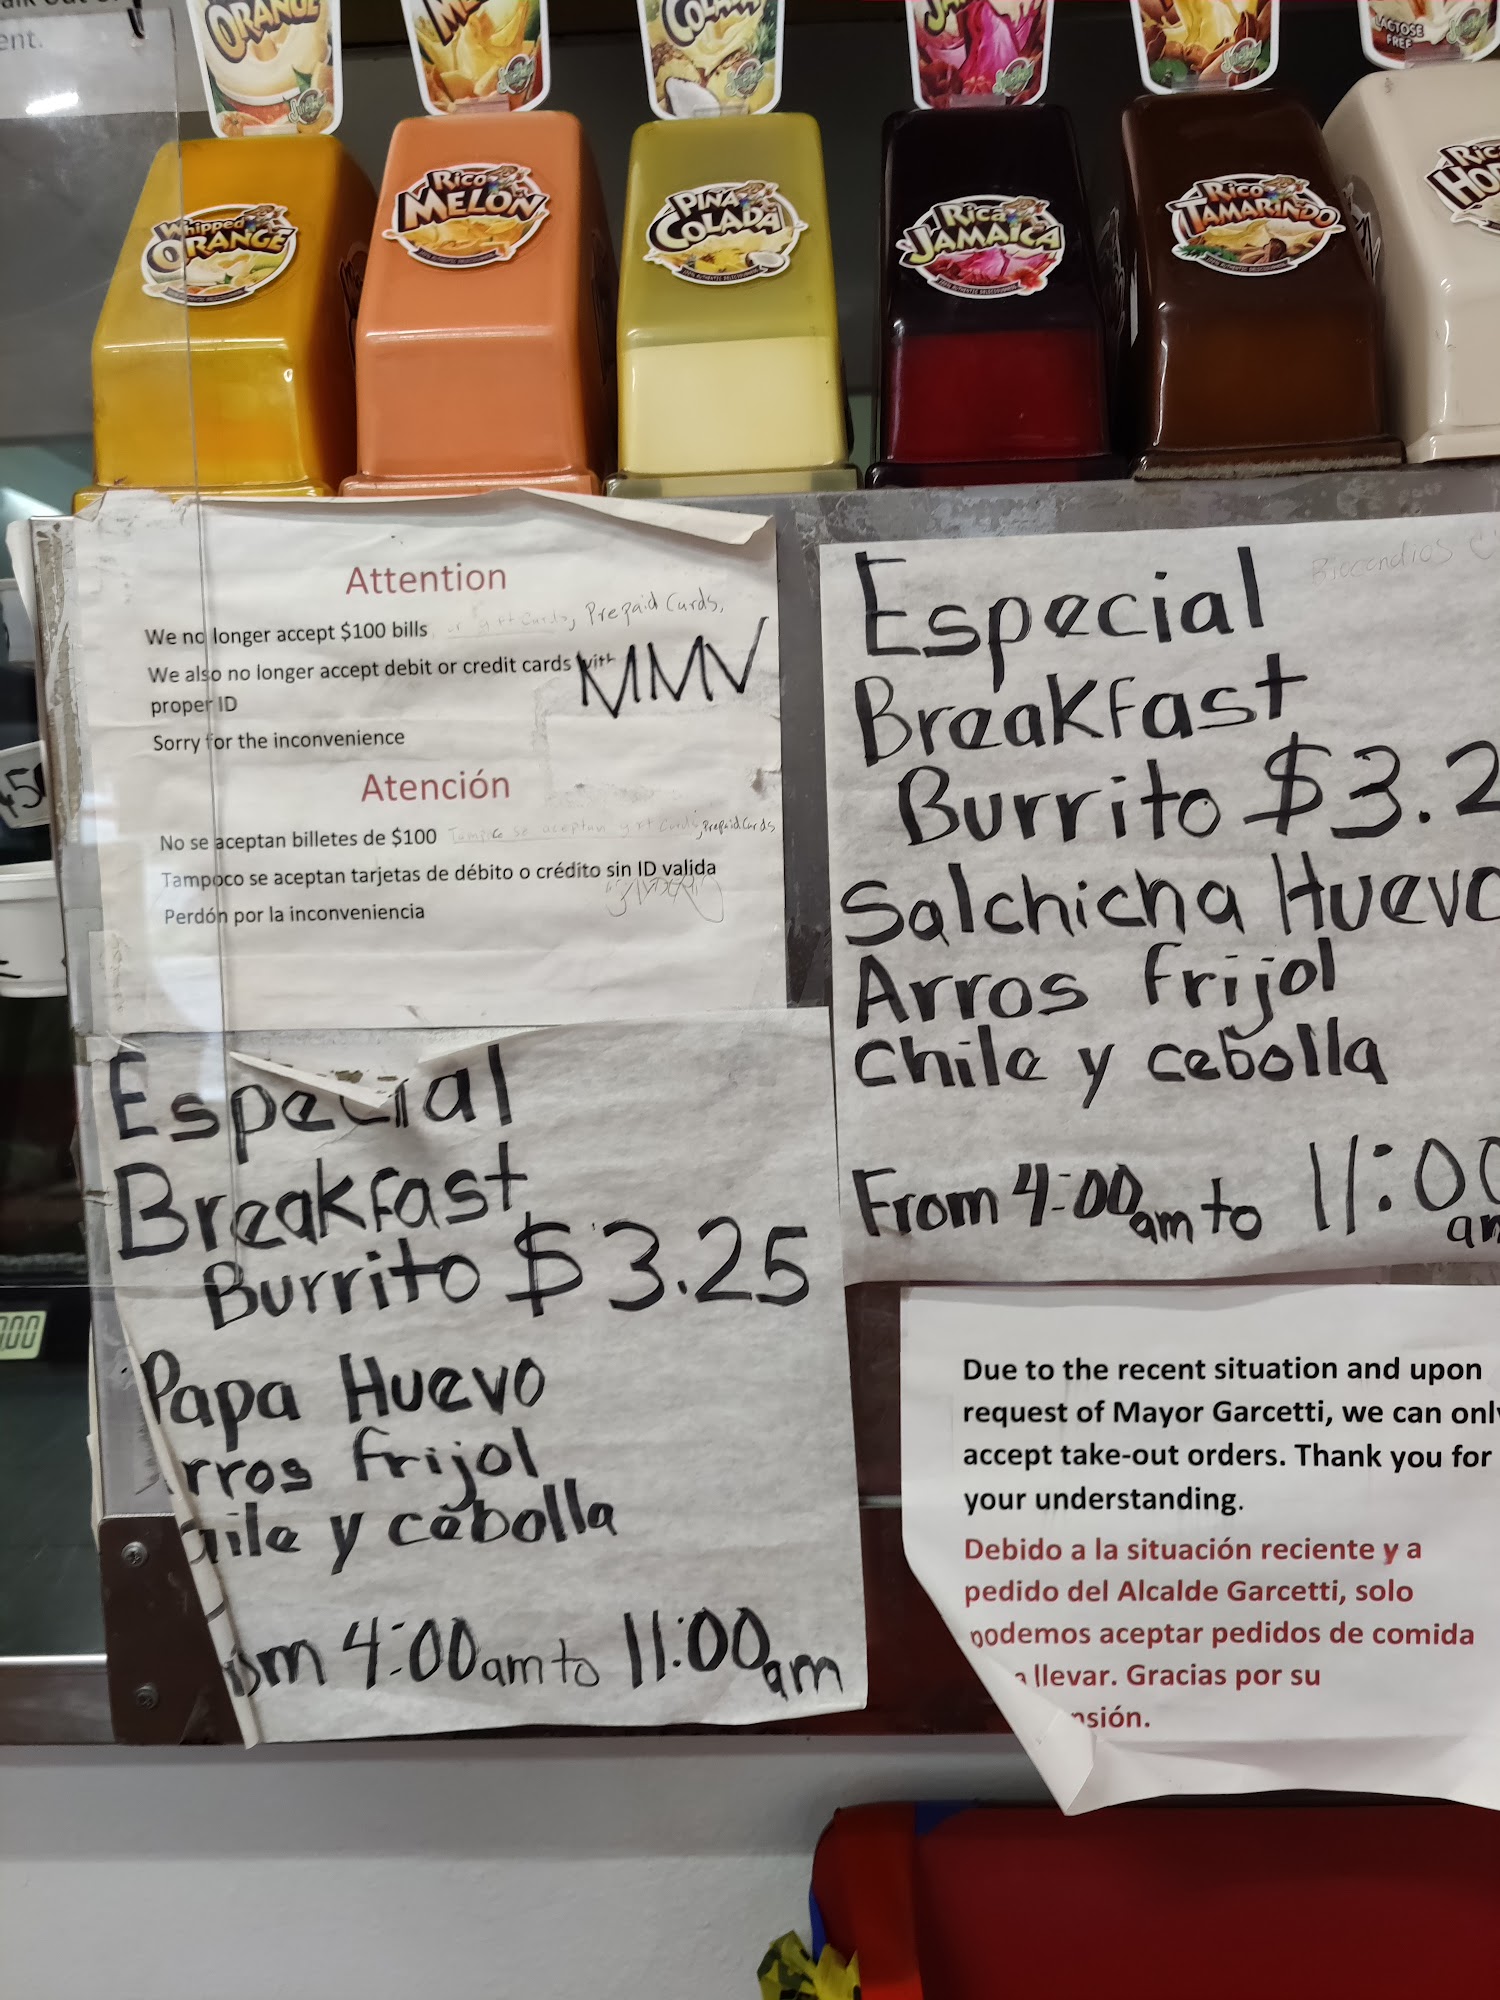 ent.
ORANGE
COLADA
LACTOSE
FREE
Whipped
ORANGE
Rico
MELON
PIÑA
COLADA
Rica
JAMAICA
Rico
TAMARINDO
Attention
We no longer accept $100 bills Prepaid Cards,
We also no longer accept debit or credit cards with
proper ID
MMV
Sorry for the inconvenience
Atención
No se aceptan billetes de $100 Tampoco se aceptan gift Cards, Prepaid Cards
Tampoco se aceptan tarjetas de débito o crédito sin ID valida
Perdón por la inconveniencia
Especial
Breakfast
Burrito $3.25
Papa Huevo
rros frijol
hile y cebolla
4:00am to 11:00am
Especial
Breakfast
Burrito $3.2
Salchicha Huevo
Arros frijol
chile y cebolla
From 4:00am to 11:00
am
Due to the recent situation and upon
request of Mayor Garcetti, we can only
accept take-out orders. Thank you for
your understanding.
Debido a la situación reciente y a
pedido del Alcalde Garcetti, solo
podemos aceptar pedidos de comida
a llevar. Gracias por su
nsión.